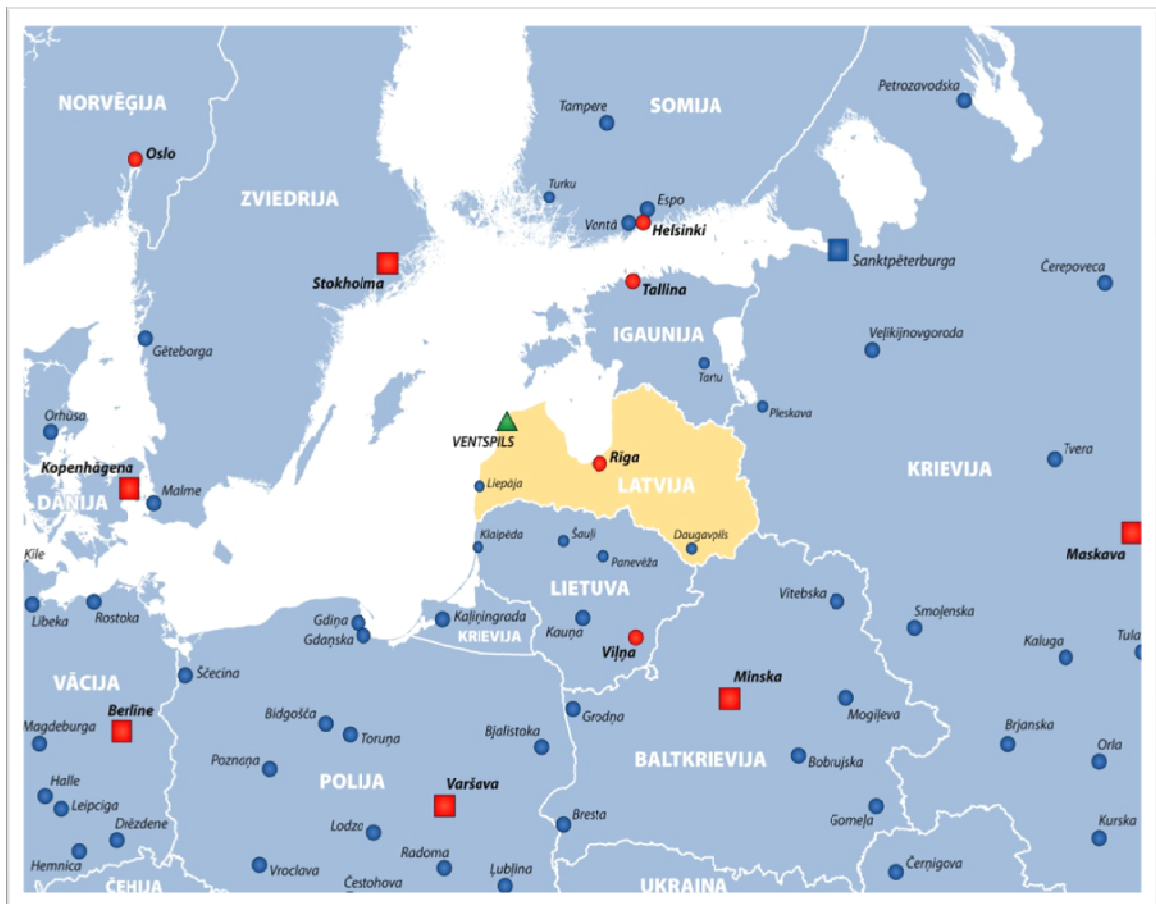 Petrozavodska
NORVĒĢIJA
SOMIJA
Tampere
Oslo
Turku
ZVIEDRIJA
Espo
Vantā
Helsinki
Sanktpēterburga
Čerepoveca
Stokholma
Tallina
IGAUNIJA
Veļikijnovgoroda
Gēteborga
Tartu
Pleskava
Orhūsa
VENTSPILS
Tvera
Rīga
Kopenhāgena
KRIEVIJA
LATVIJA
Liepāja
Malme
DĀNIJA
Klaipēda
Šauļi
Daugavpils
Ķīle
Panevēža
Maskava
LIETUVA
Vitebska
Lībeka
Rostoka
Gdiņa
Kaļiņingrada
Smoļenska
Gdaņska
KRIEVIJA
Kauņa
Tula
Viļņa
Kaluga
Ščecina
Minska
VĀCIJA
Berlīne
Bidgošča
Grodņa
Mogiļeva
Magdeburga
Toruņa
Bjalistoka
Brjanska
Orla
Poznaņa
BALTKRIEVIJA
Bobrujska
Halle
POLIJA
Varšava
Leipciga
Bresta
Gomeļa
Drēzdene
Lodza
Kurska
Hemnica
Radoma
Vroclava
Ļubļina
Čerņigova
ČEHIJA
Čestohova
UKRAINA